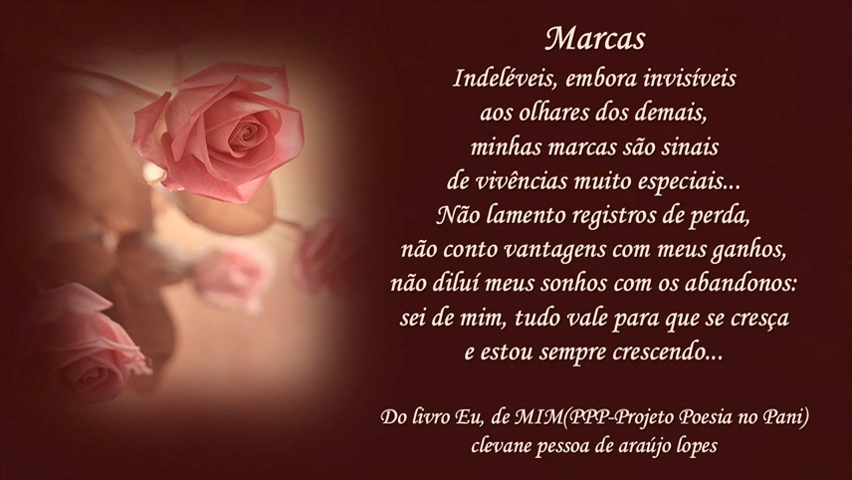 Marcas
Indeléveis, embora invisíveis
aos olhares dos demais,
minhas marcas são sinais
de vivências muito especiais...
Não lamento registros de perda,
não conto vantagens com meus ganhos,
não diluí meus sonhos com os abandonos:
sei de mim, tudo vale para que se cresça
e estou sempre crescendo...
Do livro Eu, de MIM(PPP-Projeto Poesia no Pani)
clevane pessoa de araújo lopes